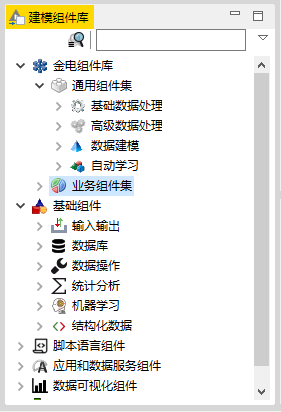 建模组件库
金电组件库
通用组件集
基础数据处理
高级数据处理
数据建模
自动学习
业务组件集
基础组件
输入输出
数据库
数据操作
统计分析
机器学习
结构化数据
脚本语言组件
应用和数据服务组件
数据可视化组件